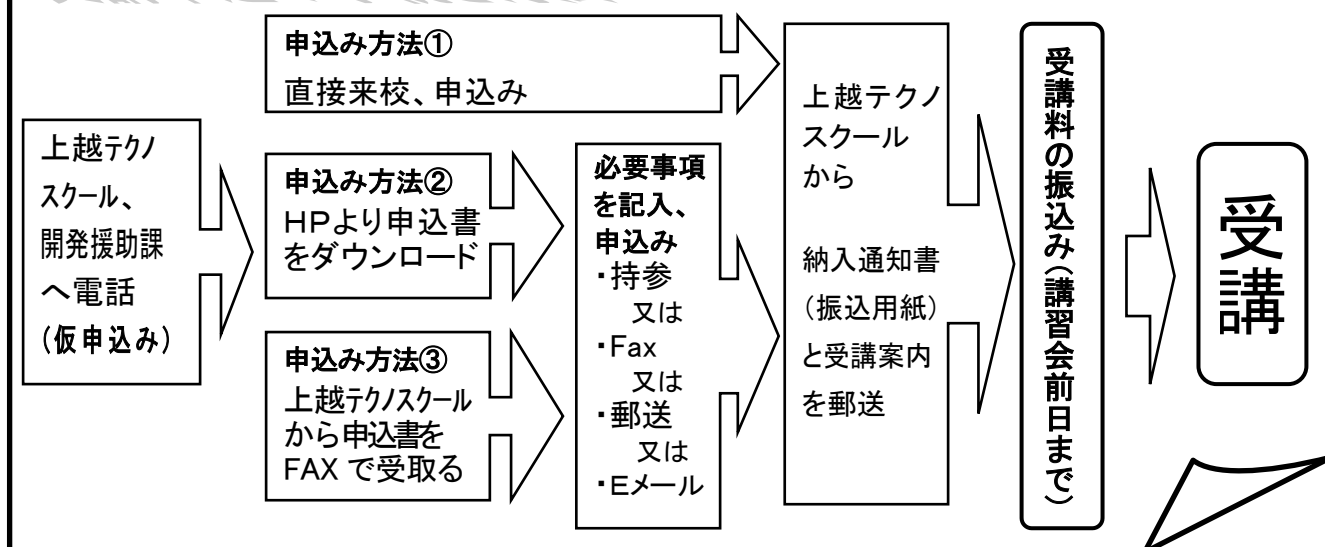 上越テクノ
スクール、
開発援助課
へ電話
(仮申込み)
申込み方法①
直接来校、申込み
申込み方法②
HPより申込書
をダウンロード
申込み方法③
上越テクノスクール
から申込書を
FAX で受取る
必要事項
を記入、
申込み
・持参
又は
・Fax
又は
・郵送
又は
・Eメール
上越テクノ
スクール
から
納入通知書
(振込用紙)
と受講案内
を郵送
受講料の振込み(講習会前日まで)
受講